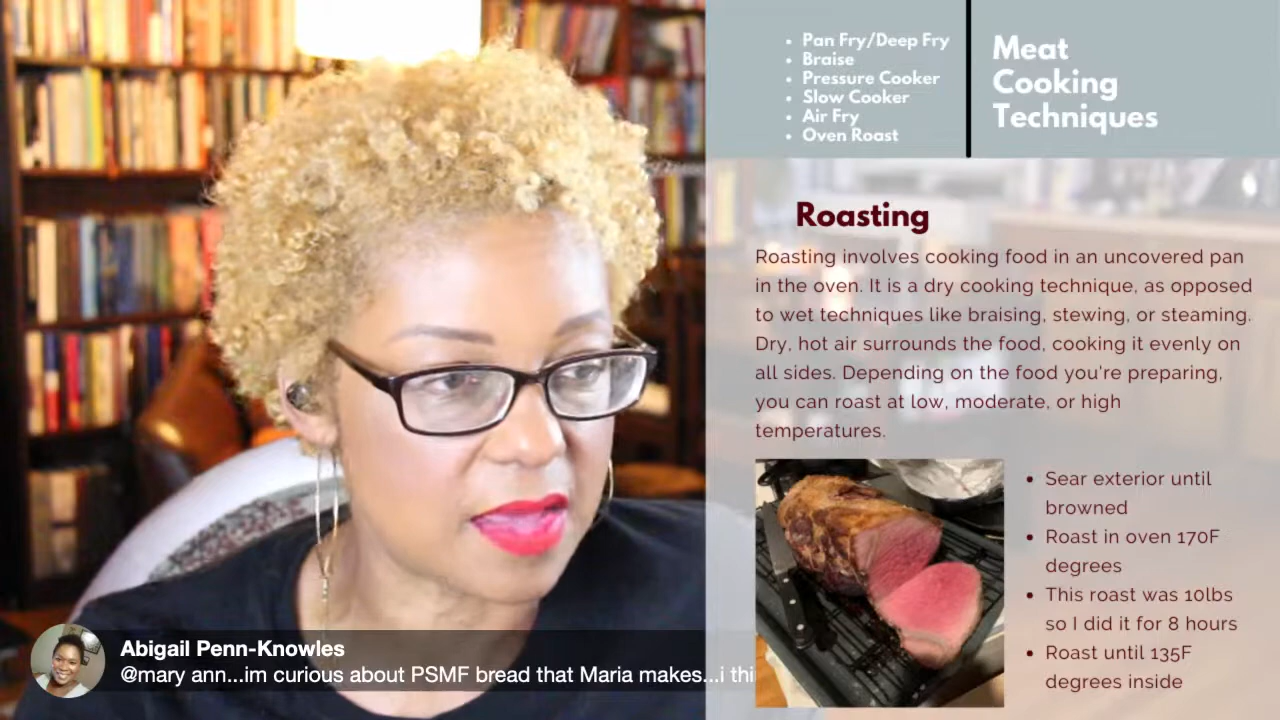 • Pan Fry/Deep Fry
• Braise
• Pressure Cooker
• Slow Cooker
• Air Fry
• Oven Roast
Meat
Cooking
Techniques
Roasting
Roasting involves cooking food in an uncovered pan
in the oven. It is a dry cooking technique, as opposed
to wet techniques like braising, stewing, or steaming.
Dry, hot air surrounds the food, cooking it evenly on
all sides. Depending on the food you're preparing,
you can roast at low, moderate, or high
temperatures.
• Sear exterior until
browned
• Roast in oven 170F
degrees
• This roast was 10lbs
so I did it for 8 hours
• Roast until 135F
degrees inside
Abigail Penn-Knowles
@mary ann...im curious about PSMF bread that Maria makes...i thi